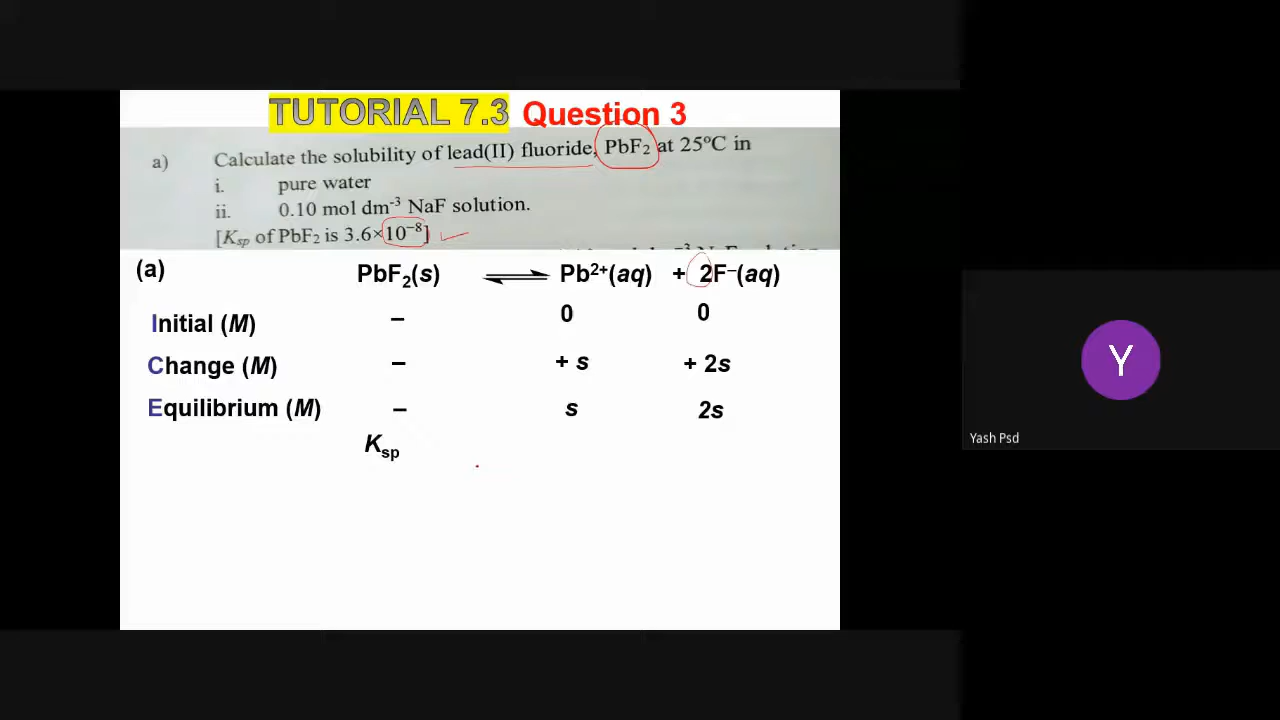 TUTORIAL 7.3 Question 3
a) Calculate the solubility of lead(II) fluoride, PbF₂ at 25ºC in
i. pure water
ii. 0.10 mol dm⁻³ NaF solution.
[Ksp of PbF₂ is 3.6×10⁻⁸]
(a) PbF₂(s) ⇌ Pb²⁺(aq) + 2F⁻(aq)
Initial (M) – 0 0
Change (M) – + s + 2s
Equilibrium (M) – s 2s
Ksp
Y
Yash Psd